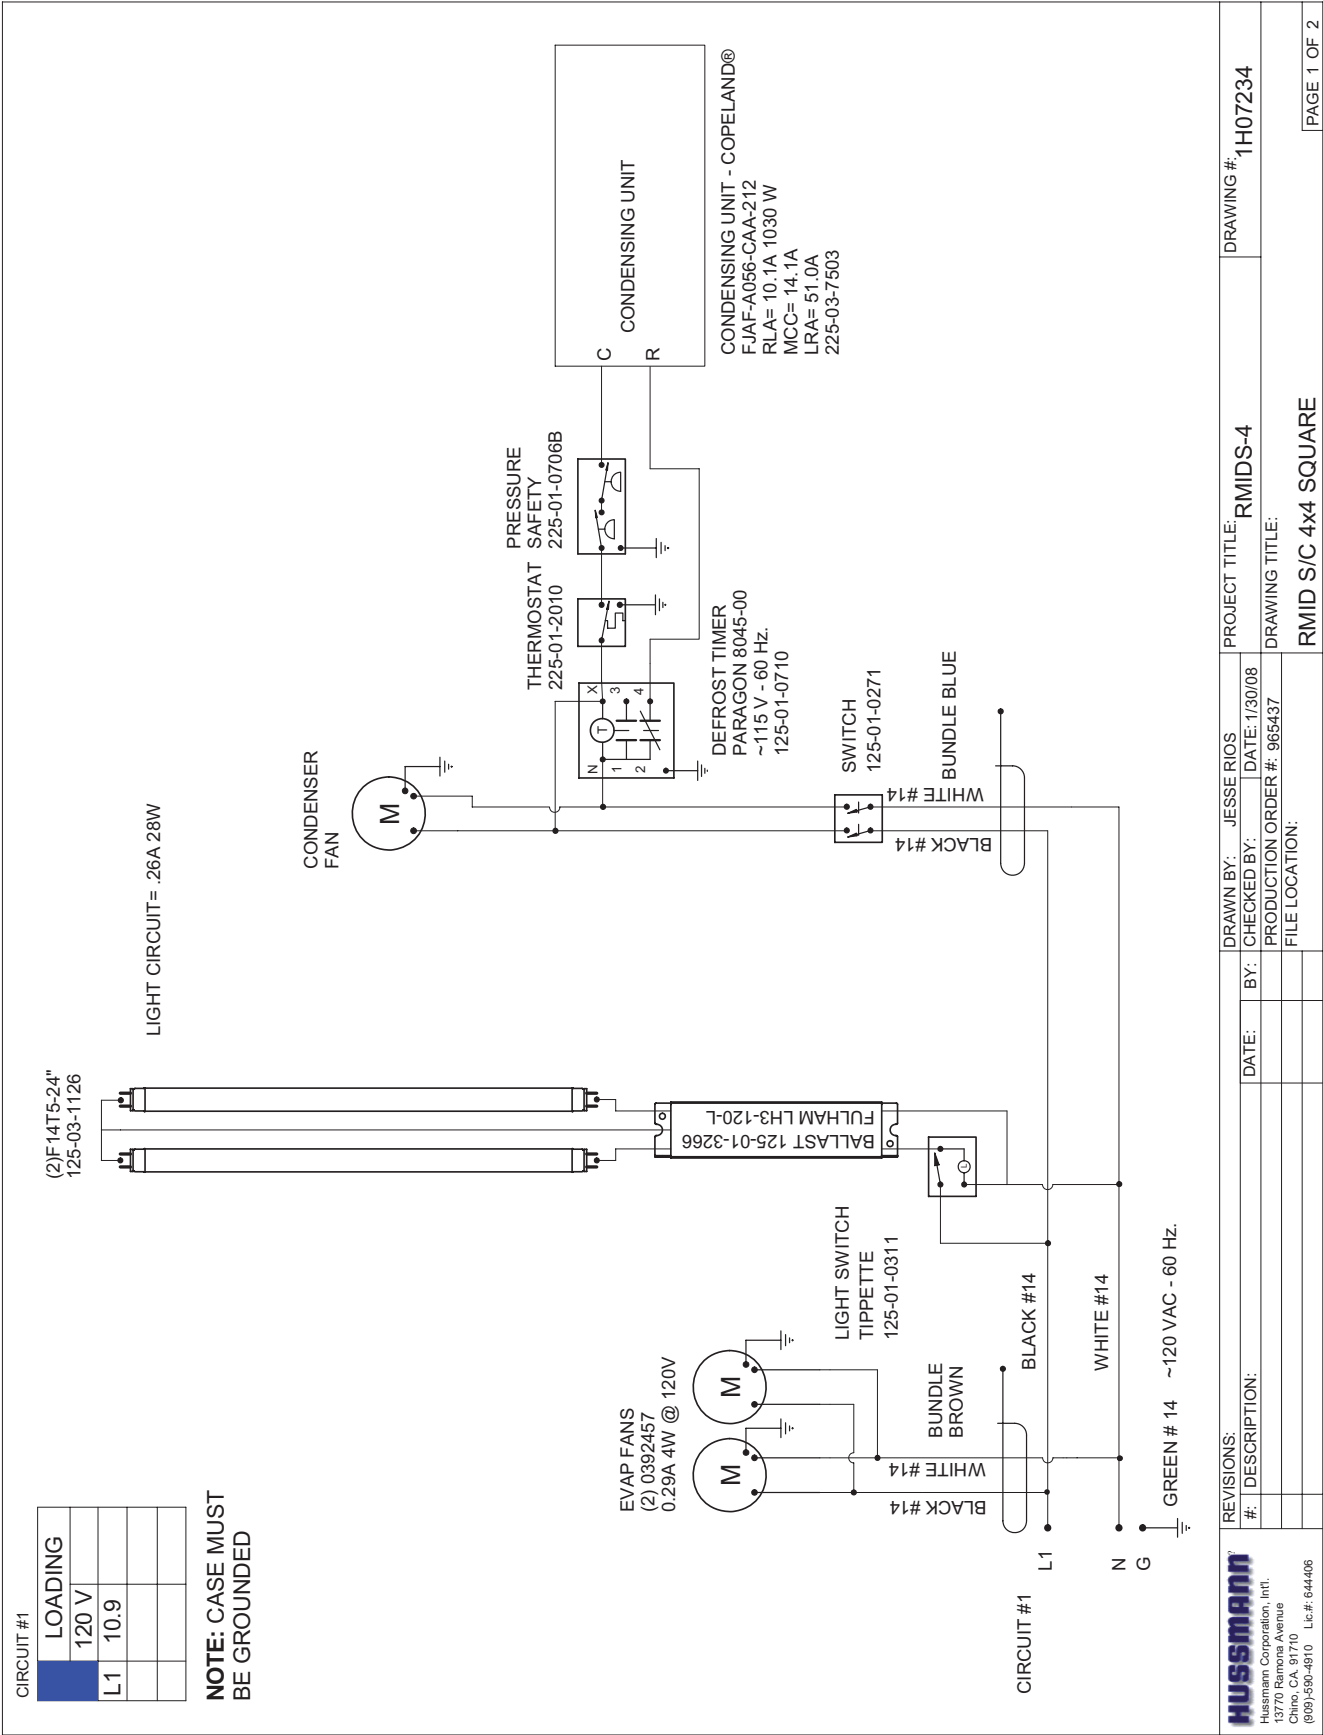 CIRCUIT #1
LOADING
120 V
L1 10.9
NOTE: CASE MUST
BE GROUNDED
(2)F14T5-24"
125-03-1126
LIGHT CIRCUIT= .26A 28W
BALLAST 125-01-3266
FULHAM LH3-120-L
L
LIGHT SWITCH
TIPPETTE
125-01-0311
EVAP FANS
(2) 0392457
0.29A 4W @ 120V
M
M
BUNDLE
BROWN
BLACK #14
WHITE #14
CIRCUIT #1
L1
N
G
BLACK #14
WHITE #14
GREEN # 14 ~120 VAC - 60 Hz.
CONDENSER
FAN
M
SWITCH
125-01-0271
BLACK #14
WHITE #14
BUNDLE BLUE
DEFROST TIMER
PARAGON 8045-00
~115 V - 60 Hz.
125-01-0710
N
T
X
1
3
2
4
THERMOSTAT
225-01-2010
PRESSURE
SAFETY
225-01-0706B
C
R
CONDENSING UNIT
CONDENSING UNIT - COPELAND®
FJAF-A056-CAA-212
RLA= 10.1A 1030 W
MCC= 14.1A
LRA= 51.0A
225-03-7503
HUSSMANN
Hussmann Corporation, Int'l.
13770 Ramona Avenue
Chino, CA. 91710
(909)-590-4910 Lic.#: 644406
REVISIONS:
#: DESCRIPTION: DATE: BY:
DRAWN BY: JESSE RIOS
CHECKED BY: DATE: 1/30/08
PRODUCTION ORDER #: 965437
FILE LOCATION:
PROJECT TITLE:
RMIDS-4
DRAWING TITLE:
RMID S/C 4x4 SQUARE
DRAWING #:
1H07234
PAGE 1 OF 2